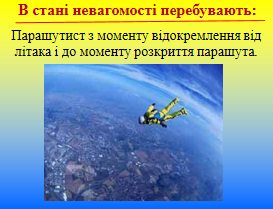 В стані невагомості перебувають:
Парашутист з моменту відокремлення від
літака і до моменту розкриття парашута.